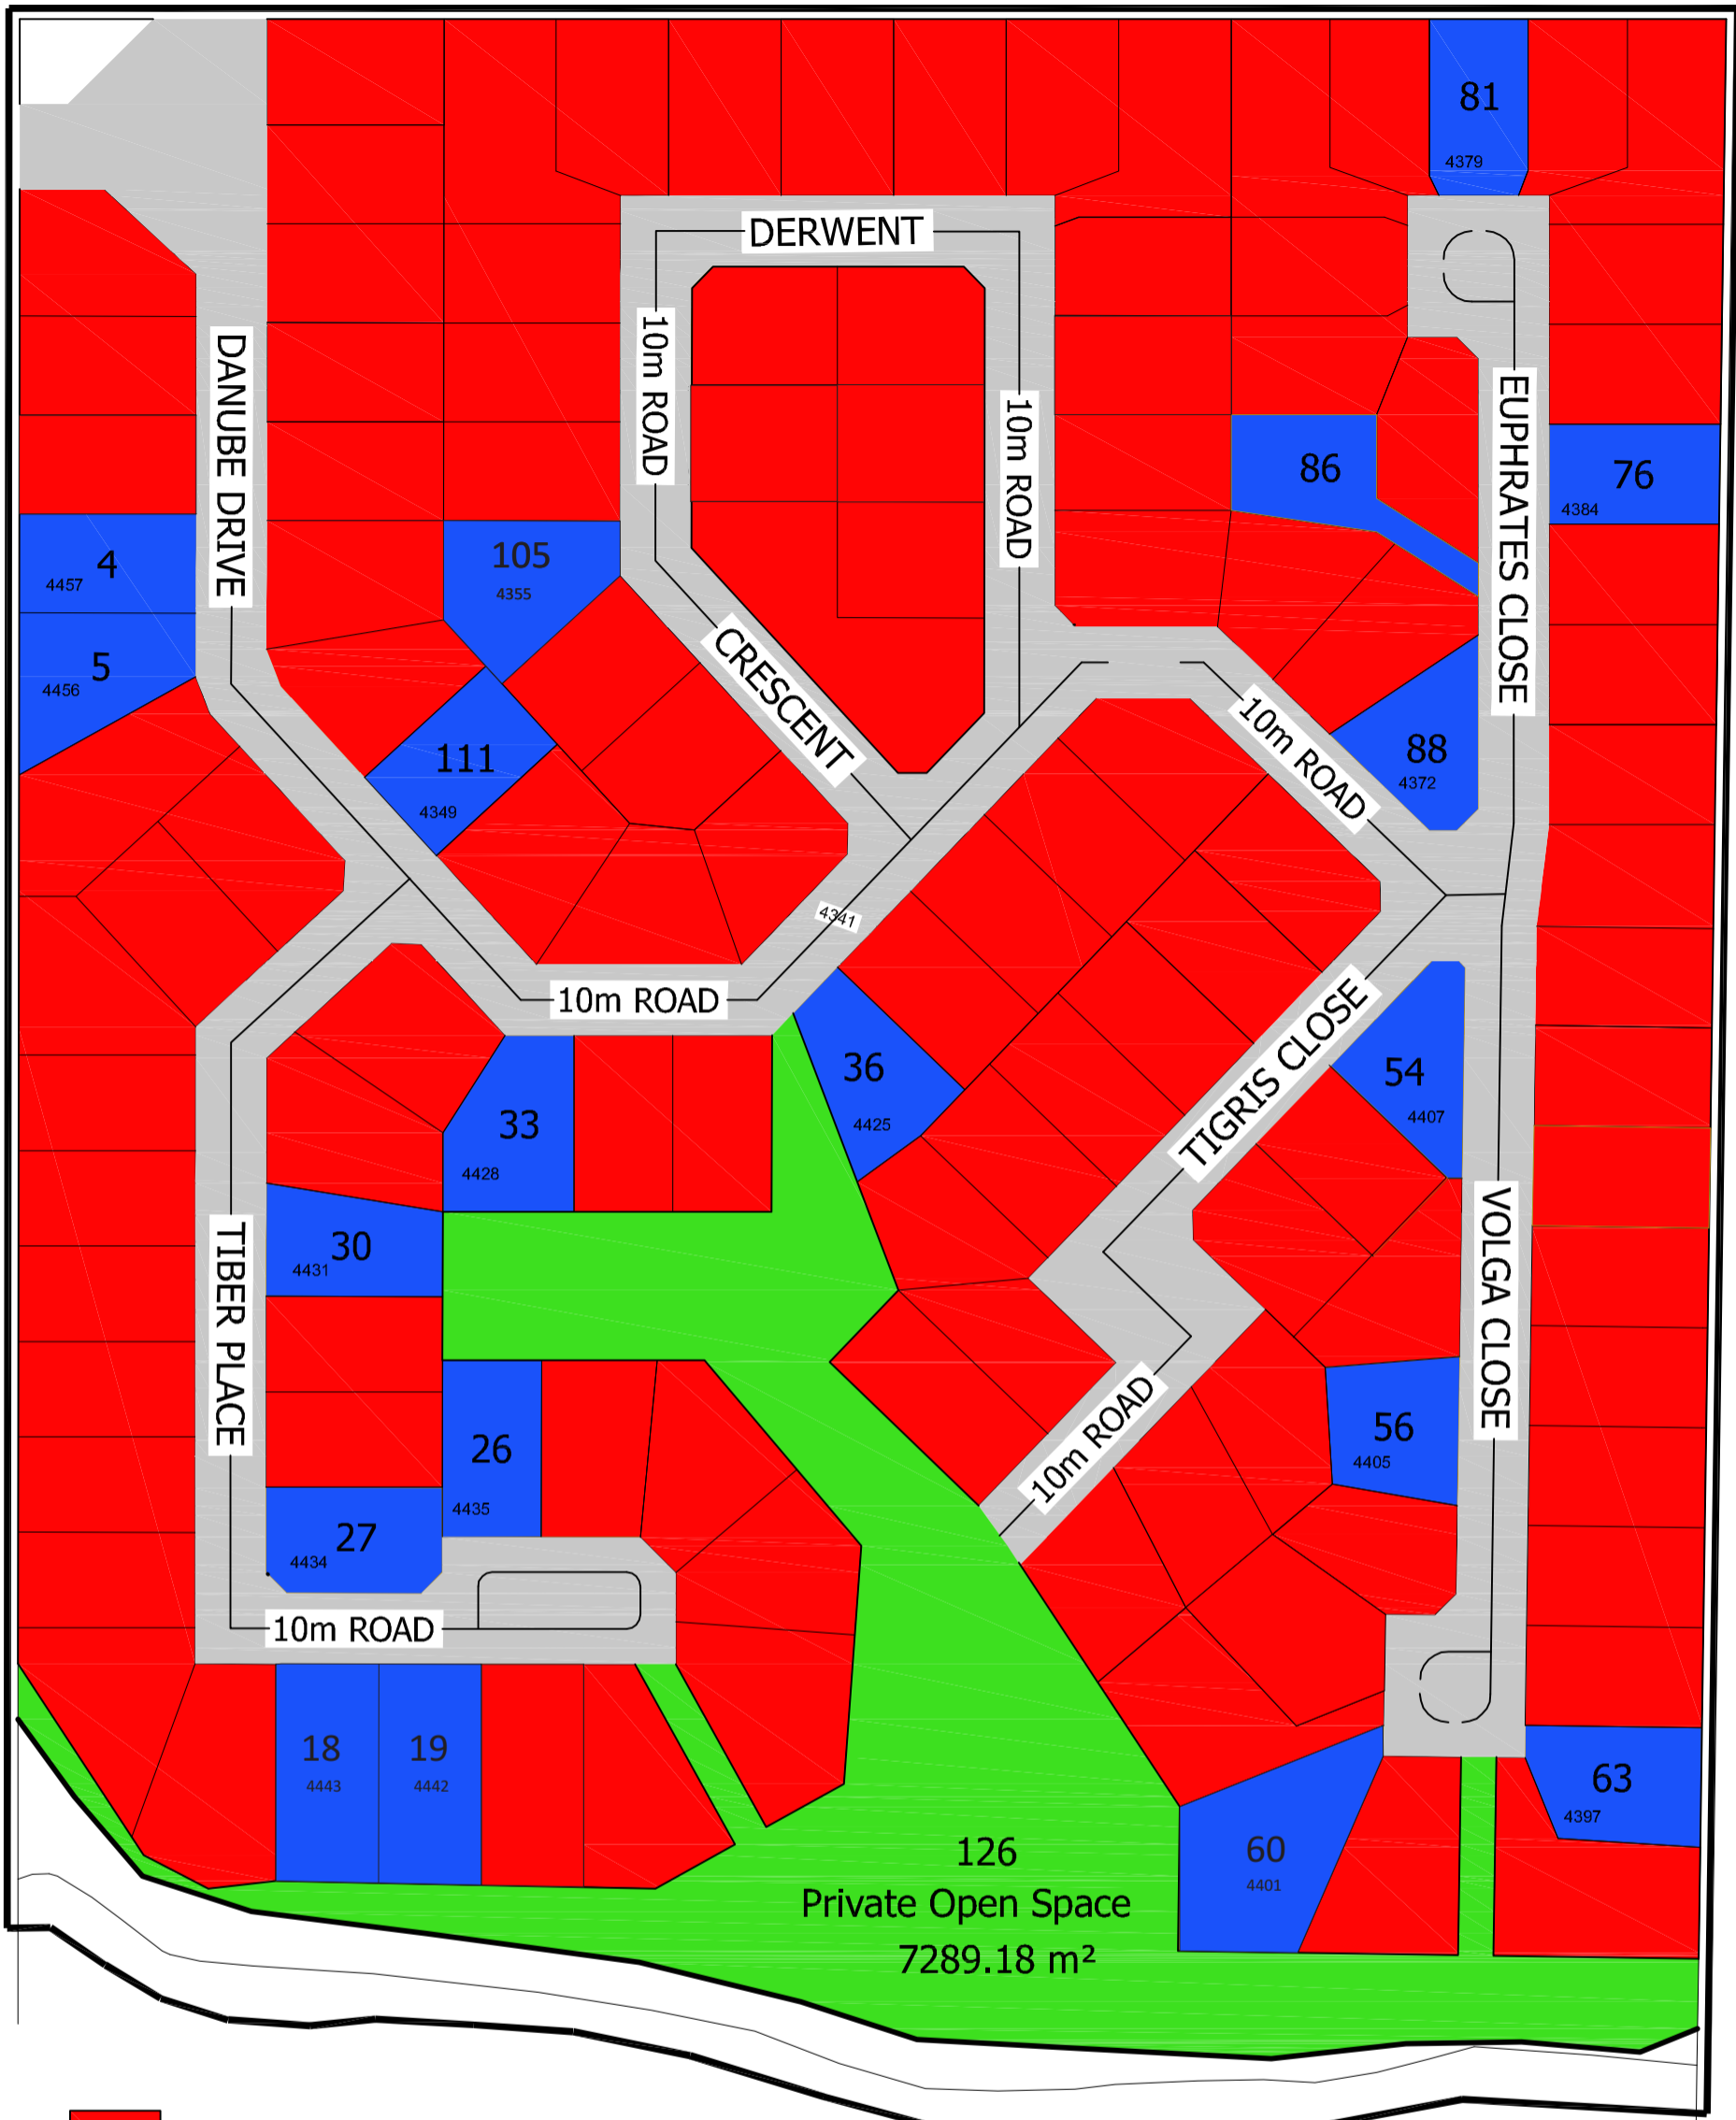 81
4379
DERWENT
10m ROAD
DANUBE DRIVE
10m ROAD
EUPHRATES CLOSE
86
76
4384
105
4355
4
4457
5
4456
CRESCENT
10m ROAD
88
4372
111
4349
4341
10m ROAD
TIGRIS CLOSE
36
4425
54
4407
33
4428
30
4431
TIBER PLACE
VOLGA CLOSE
10m ROAD
56
4405
26
4435
27
4434
10m ROAD
18
4443
19
4442
63
4397
60
4401
126
Private Open Space
7289.18 m²